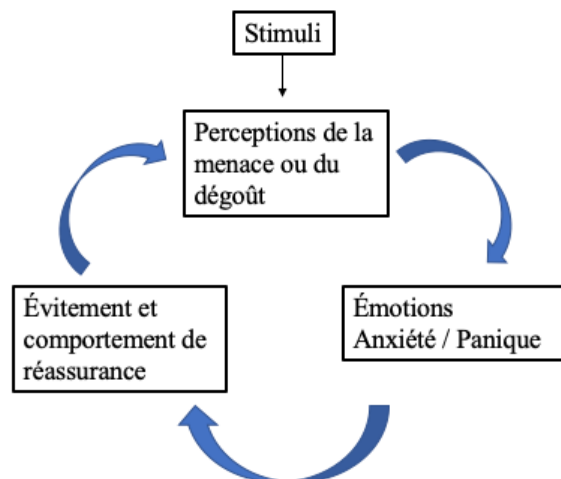 Stimuli
Perceptions de la
menace ou du
dégoût
Évitement et
comportement de
réassurance
Émotions
Anxiété / Panique